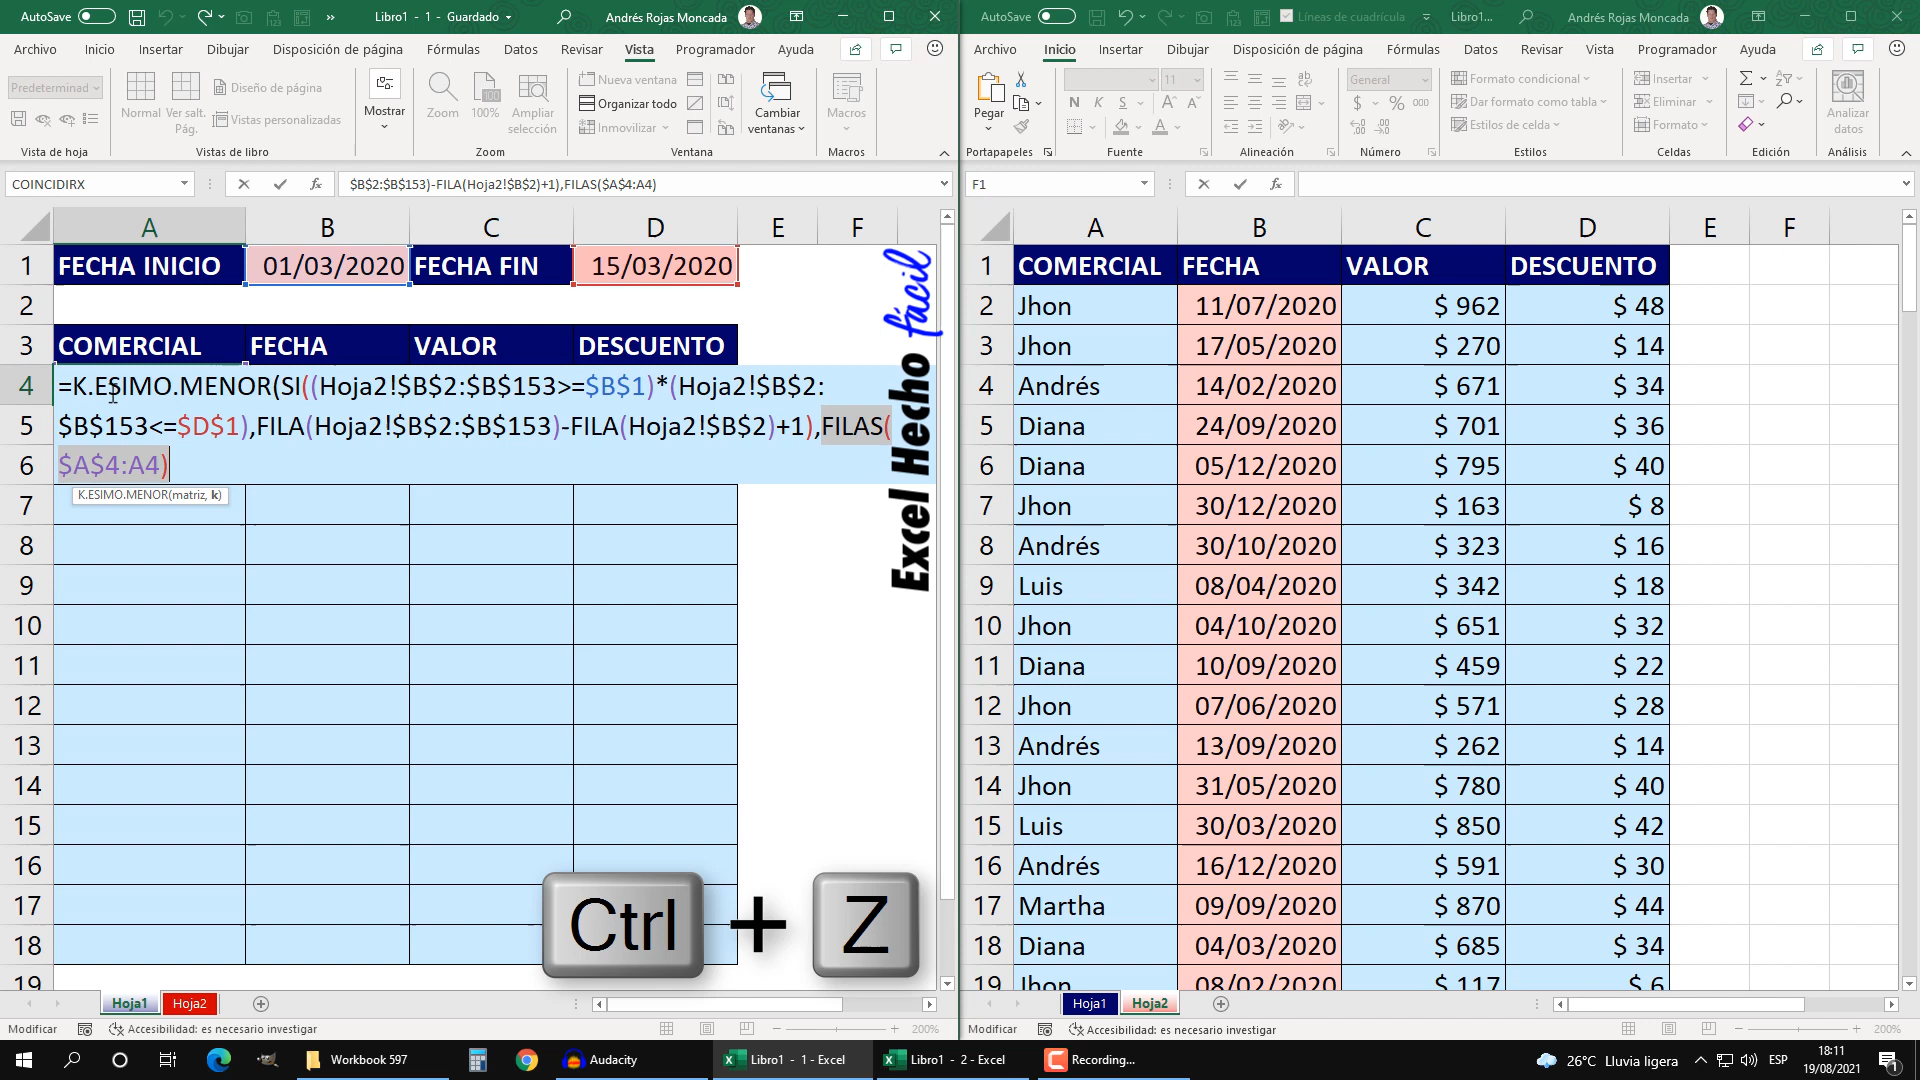 AutoSave
Libro1 - 1 - Guardado
Andrés Rojas Moncada
Archivo Inicio Insertar Dibujar Disposición de página Fórmulas Datos Revisar Vista Programador Ayuda
Predeterminad
Vista de hoja
Normal
Ver salt. Pág.
Diseño de página
Vistas personalizadas
Vistas de libro
Mostrar
Zoom
100%
Ampliar selección
Zoom
Nueva ventana
Organizar todo
Inmovilizar
Cambiar ventanas
Ventana
Macros
Macros
COINCIDIRX
$B$2:$B$153)-FILA(Hoja2!$B$2)+1),FILAS($A$4:A4)
A B C D E F
1 FECHA INICIO 01/03/2020 FECHA FIN 15/03/2020
2
3 COMERCIAL FECHA VALOR DESCUENTO
4 =K.ESIMO.MENOR(SI((Hoja2!$B$2:$B$153>=$B$1)*(Hoja2!$B$2:
5 $B$153<=$D$1),FILA(Hoja2!$B$2:$B$153)-FILA(Hoja2!$B$2)+1),FILAS(
6 $A$4:A4)
K.ESIMO.MENOR(matriz, k)
7
8
9
10
11
12
13
14
15
16
17
18
19
Excel Hecho fácil
Ctrl + Z
Hoja1 Hoja2
Modificar
Accesibilidad: es necesario investigar
200%
AutoSave
Líneas de cuadrícula
Libro1...
Andrés Rojas Moncada
Archivo Inicio Insertar Dibujar Disposición de página Fórmulas Datos Revisar Vista Programador Ayuda
Pegar
Portapapeles
11
N K S
Fuente
Alineación
General
$ % 000
Número
Formato condicional
Dar formato como tabla
Estilos de celda
Estilos
Insertar
Eliminar
Formato
Celdas
Edición
Analizar datos
Análisis
F1
A B C D E F
1 COMERCIAL FECHA VALOR DESCUENTO
2 Jhon 11/07/2020 $ 962 $ 48
3 Jhon 17/05/2020 $ 270 $ 14
4 Andrés 14/02/2020 $ 671 $ 34
5 Diana 24/09/2020 $ 701 $ 36
6 Diana 05/12/2020 $ 795 $ 40
7 Jhon 30/12/2020 $ 163 $ 8
8 Andrés 30/10/2020 $ 323 $ 16
9 Luis 08/04/2020 $ 342 $ 18
10 Jhon 04/10/2020 $ 651 $ 32
11 Diana 10/09/2020 $ 459 $ 22
12 Jhon 07/06/2020 $ 571 $ 28
13 Andrés 13/09/2020 $ 262 $ 14
14 Jhon 31/05/2020 $ 780 $ 40
15 Luis 30/03/2020 $ 850 $ 42
16 Andrés 16/12/2020 $ 591 $ 30
17 Martha 09/09/2020 $ 870 $ 44
18 Diana 04/03/2020 $ 685 $ 34
19 Jhon 08/02/2020 $ 117 $ 6
Hoja1 Hoja2
Modificar
Accesibilidad: es necesario investigar
200%
Workbook 597
Audacity
Libro1 - 1 - Excel
Libro1 - 2 - Excel
Recording...
26°C Lluvia ligera
ESP
18:11
19/08/2021
1